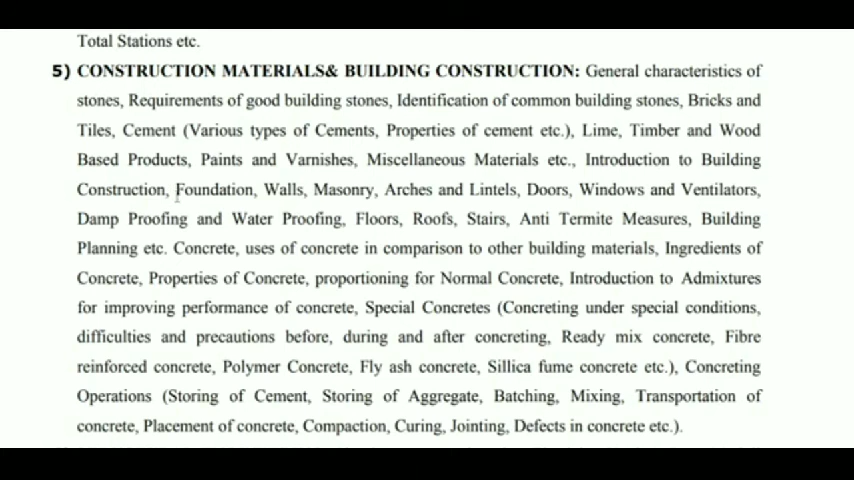 Total Stations etc.
5) CONSTRUCTION MATERIALS& BUILDING CONSTRUCTION: General characteristics of
stones, Requirements of good building stones, Identification of common building stones, Bricks and
Tiles, Cement (Various types of Cements, Properties of cement etc.), Lime, Timber and Wood
Based Products, Paints and Varnishes, Miscellaneous Materials etc., Introduction to Building
Construction, Foundation, Walls, Masonry, Arches and Lintels, Doors, Windows and Ventilators,
Damp Proofing and Water Proofing, Floors, Roofs, Stairs, Anti Termite Measures, Building
Planning etc. Concrete, uses of concrete in comparison to other building materials, Ingredients of
Concrete, Properties of Concrete, proportioning for Normal Concrete, Introduction to Admixtures
for improving performance of concrete, Special Concretes (Concreting under special conditions,
difficulties and precautions before, during and after concreting, Ready mix concrete, Fibre
reinforced concrete, Polymer Concrete, Fly ash concrete, Sillica fume concrete etc.), Concreting
Operations (Storing of Cement, Storing of Aggregate, Batching, Mixing, Transportation of
concrete, Placement of concrete, Compaction, Curing, Jointing, Defects in concrete etc.).